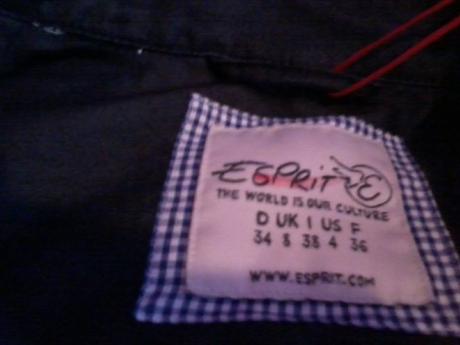 ESPRIT E
THE WORLD IS OUR CULTURE
D UK I US F
34 8 38 4 36
WWW.ESPRIT.COM